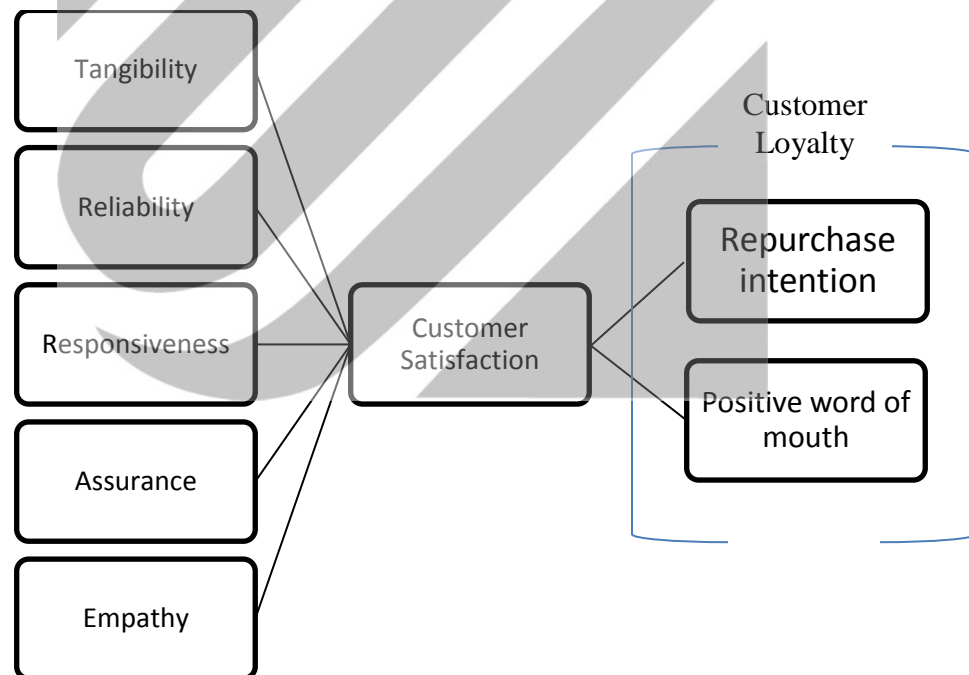 Tangibility
Reliability
Responsiveness
Assurance
Empathy
Customer
Satisfaction
Customer
Loyalty
Repurchase
intention
Positive word of
mouth